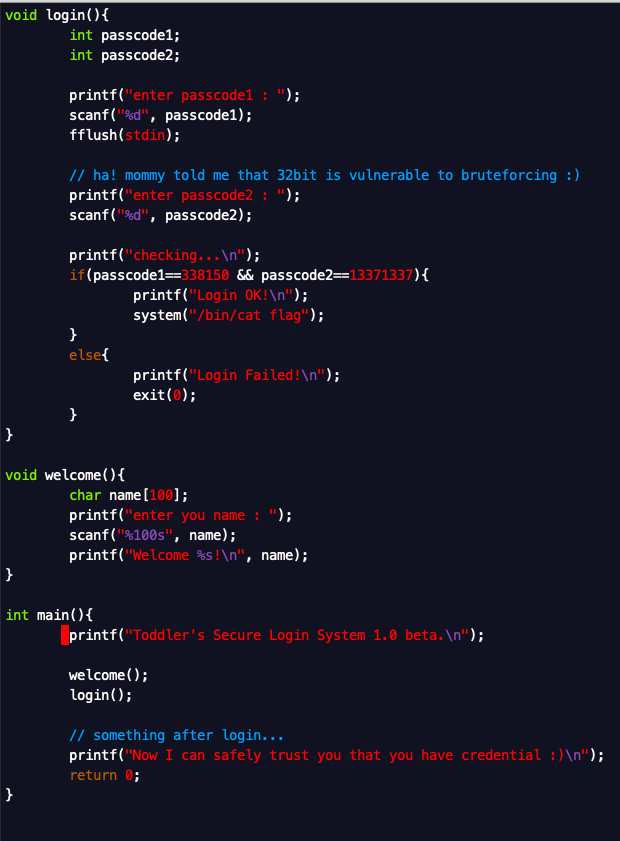 void login(){
int passcode1;
int passcode2;
printf("enter passcode1 : ");
scanf("%d", passcode1);
fflush(stdin);
// ha! mommy told me that 32bit is vulnerable to bruteforcing :)
printf("enter passcode2 : ");
scanf("%d", passcode2);
printf("checking...\n");
if(passcode1==338150 && passcode2==13371337){
printf("Login OK!\n");
system("/bin/cat flag");
}
else{
printf("Login Failed!\n");
exit(0);
}
}
void welcome(){
char name[100];
printf("enter you name : ");
scanf("%100s", name);
printf("Welcome %s!\n", name);
}
int main(){
printf("Toddler's Secure Login System 1.0 beta.\n");
welcome();
login();
// something after login...
printf("Now I can safely trust you that you have credential :)\n");
return 0;
}